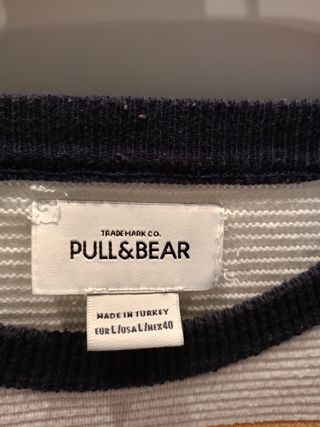 TRADEMARK CO.
PULL&BEAR
MADE IN TURKEY
EUR L/USA L/MEX 40